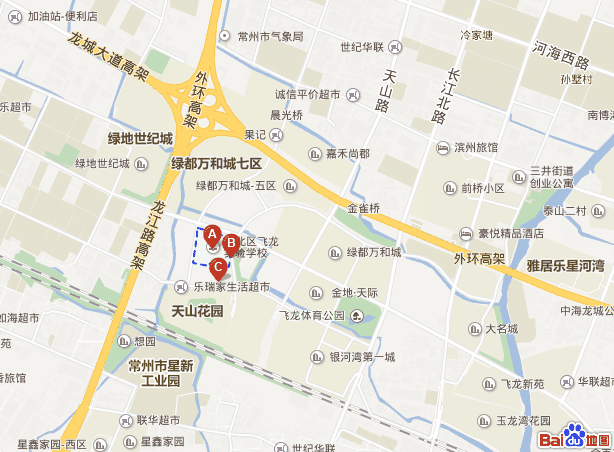 加油站-便利店
常州市气象局
世纪华联
冷家塘
河海西路
龙城大道高架
孙墅村
外环高架
天山路
长江北路
诚信平价超市
乐超市
晨光桥
南博
果记
绿地世纪城
嘉禾尚郡
滨州旅馆
绿地世纪城
绿都万和城七区
三井街道
创业公寓
绿都万和城-五区
前桥小区
龙江路高架
金雀桥
泰山二村
A
北区飞龙
学校
B
豪悦精品酒店
绿都万和城
外环高架
雅居乐星河湾
C
乐瑞家生活超市
金地·天际
天山花园
飞龙体育公园
中海龙城公
如海超市
大名城
想园
常州市星新
工业园
银河湾第一城
香旅馆
飞龙新苑
华联超市
联华超市
玉龙湾花园
星鑫家园-西区
星鑫家园
世纪华联
Bai
地图